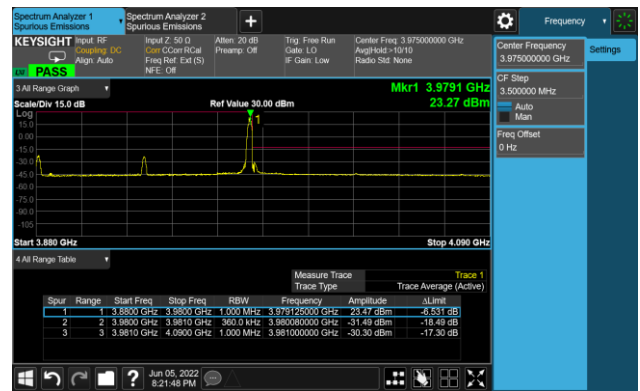 Spectrum Analyzer 1
Spurious Emissions
Spectrum Analyzer 2
Spurious Emissions
Frequency
KEYSIGHT
Input: RF
Coupling: DC
Align: Auto
Input Z: 50 Ω
Corr CCorr RCal
Freq Ref: Ext (S)
NFE: Off
Atten: 20 dB
Preamp: Off
Trig: Free Run
Gate: LO
IF Gain: Low
Center Freq: 3.975000000 GHz
Avg|Hold:>10/10
Radio Std: None
PASS
Center Frequency
3.975000000 GHz
Settings
CF Step
3.500000 MHz
Auto
Man
Freq Offset
0 Hz
3 All Range Graph
Mkr1 3.9791 GHz
Scale/Div 15.0 dB
Ref Value 30.00 dBm
23.27 dBm
Log
15.0
0.00
-15.0
-30.0
-45.0
-60.0
-75.0
-90.0
-105
1
Start 3.880 GHz
Stop 4.090 GHz
4 All Range Table
Measure Trace Trace 1
Trace Type Trace Average (Active)
Spur Range Start Freq Stop Freq RBW Frequency Amplitude ΔLimit
1 1 3.8800 GHz 3.9800 GHz 1.000 MHz 3.979125000 GHz 23.47 dBm -6.531 dB
2 2 3.9800 GHz 3.9810 GHz 360.0 kHz 3.980080000 GHz -31.49 dBm -18.49 dB
3 3 3.9810 GHz 4.0900 GHz 1.000 MHz 3.981000000 GHz -30.30 dBm -17.30 dB
Jun 05, 2022
8:21:48 PM